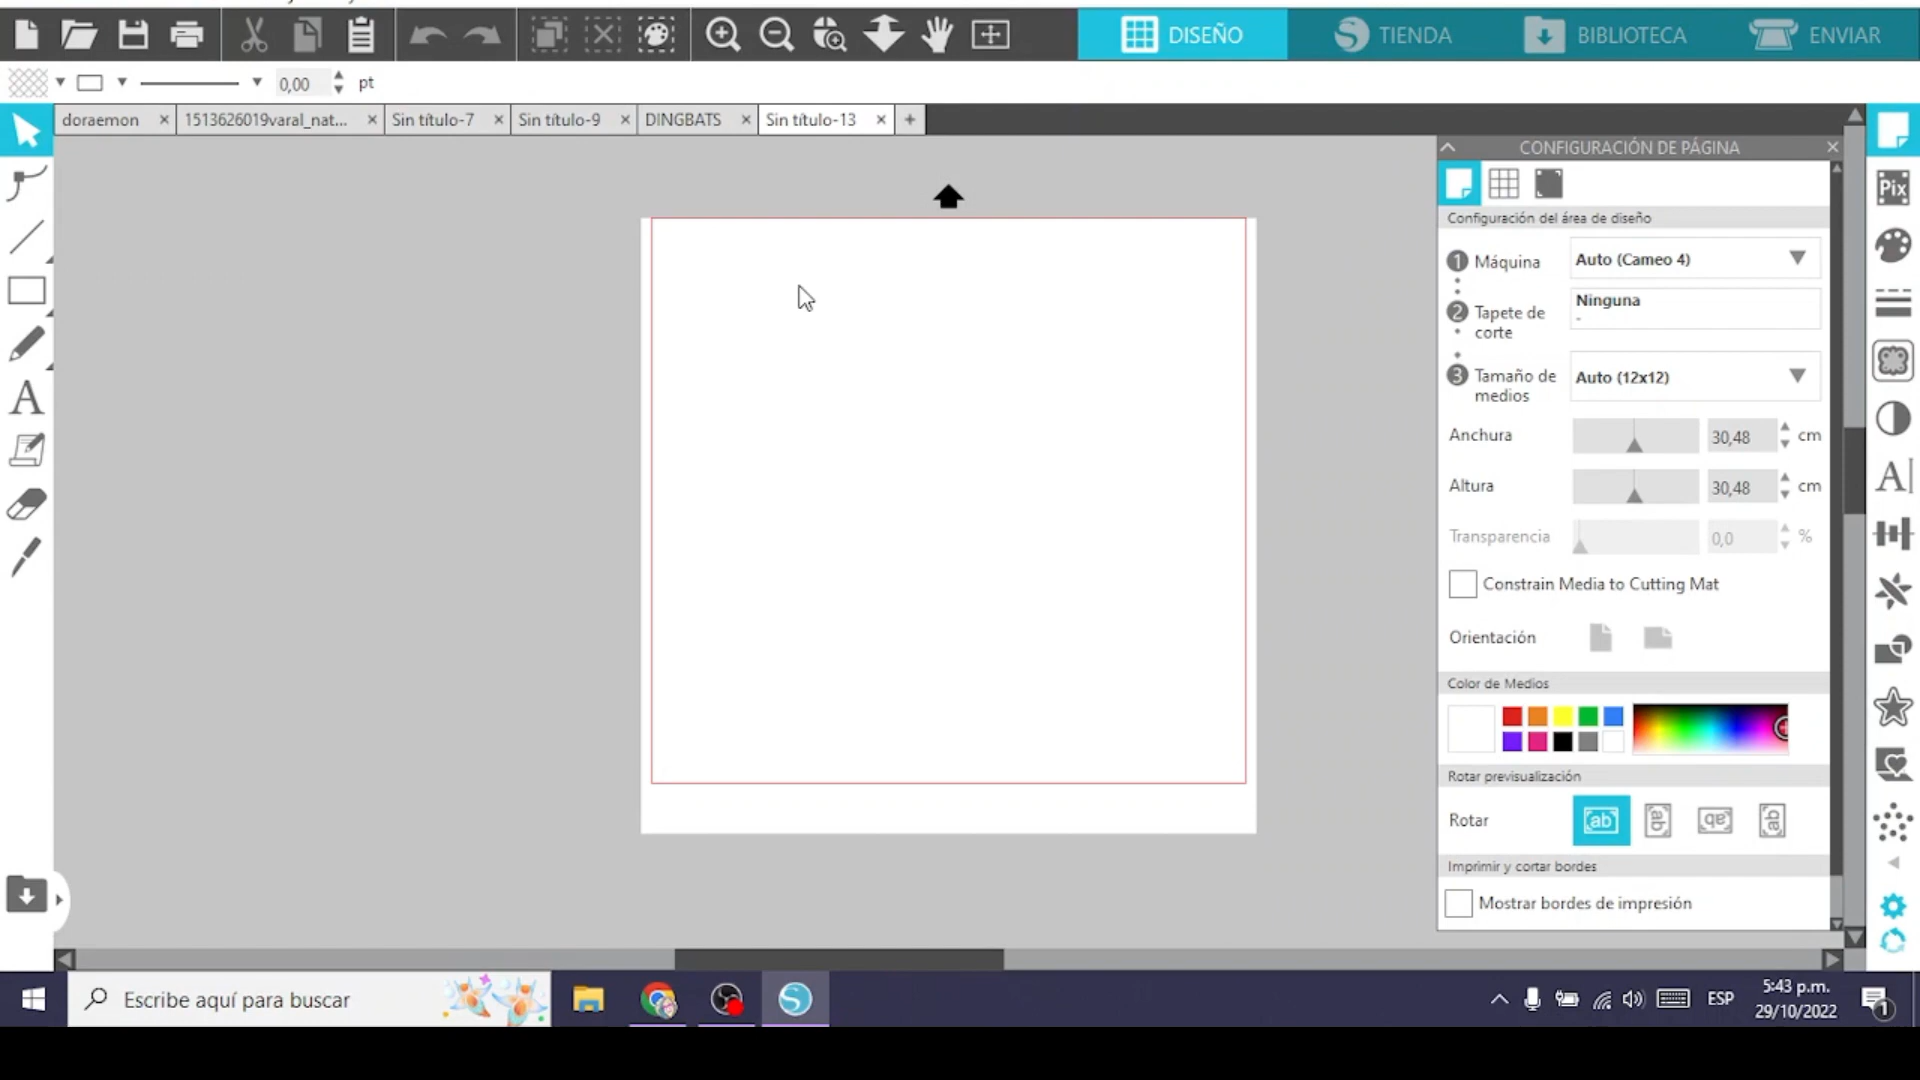 DISEÑO
TIENDA
BIBLIOTECA
ENVIAR
0,00 pt
doraemon
1513626019varal_nat...
Sin título-7
Sin título-9
DINGBATS
Sin título-13
CONFIGURACIÓN DE PÁGINA
Configuración del área de diseño
1 Máquina
Auto (Cameo 4)
2 Tapete de corte
Ninguna
-
3 Tamaño de medios
Auto (12x12)
Anchura
30,48 cm
Altura
30,48 cm
Transparencia
0,0 %
Constrain Media to Cutting Mat
Orientación
Color de Medios
Rotar previsualización
Rotar
ab
ab
ab
ab
Imprimir y cortar bordes
Mostrar bordes de impresión
Pix
A
A
S
Escribe aquí para buscar
S
ESP
5:43 p.m.
29/10/2022
1